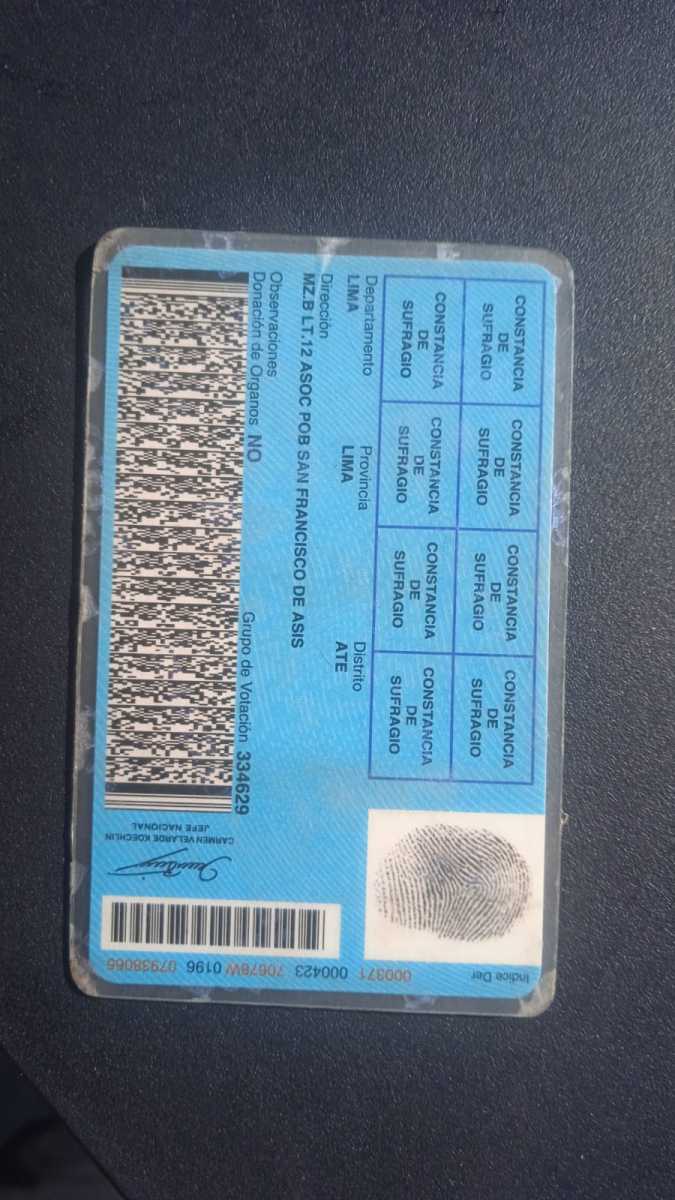 CONSTANCIA DE SUFRAGIO
CONSTANCIA DE SUFRAGIO
CONSTANCIA DE SUFRAGIO
CONSTANCIA DE SUFRAGIO
CONSTANCIA DE SUFRAGIO
CONSTANCIA DE SUFRAGIO
CONSTANCIA DE SUFRAGIO
CONSTANCIA DE SUFRAGIO
Departamento Provincia Distrito
LIMA LIMA ATE
Dirección
MZ.B LT.12 ASOC POB SAN FRANCISCO DE ASIS
Observaciones
Donación de Organos NO Grupo de Votación 334629
Indice Der
000371 000423 70678W 0196 07938066
CARMEN VELARDE KOECHLIN
JEFE NACIONAL